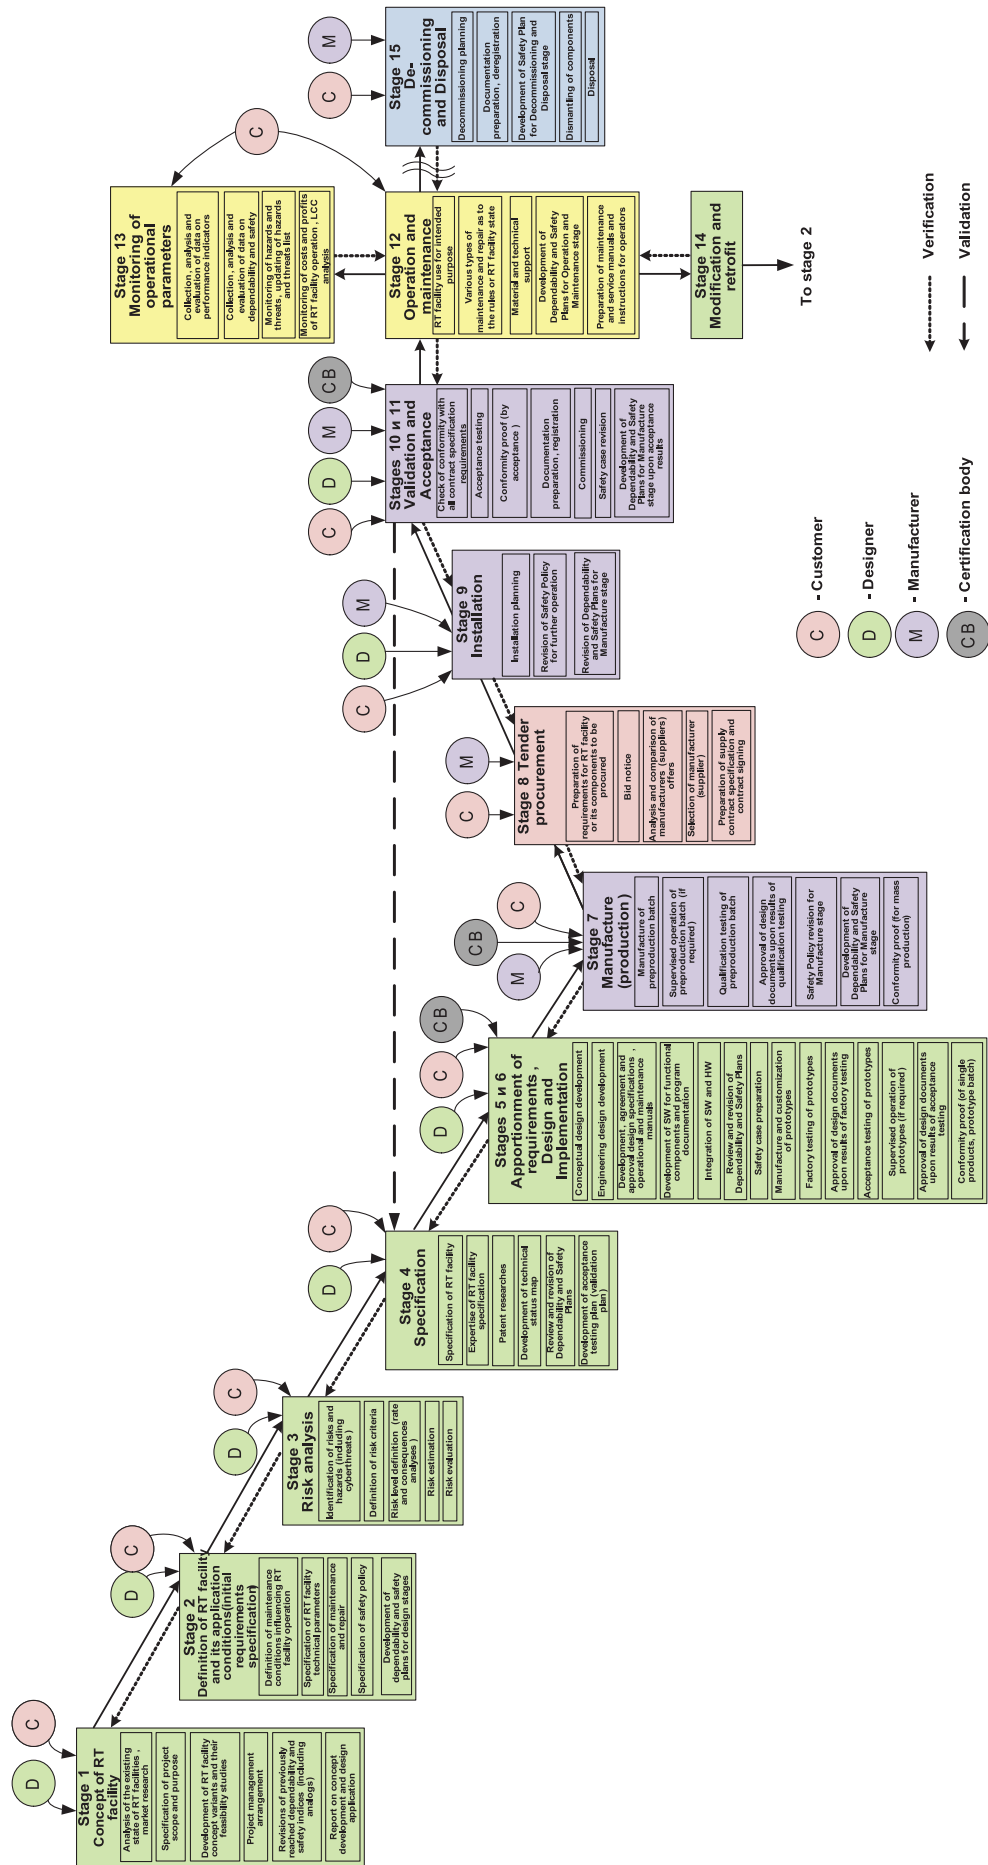 D
C
Stage 1
Concept of RT
facility
Analysis of the existing
state of RT facilities ,
market research
Specification of project
scope and purpose
Development of RT facility
concept variants and their
feasibility studies
Project management
arrangement
Revisions of previously
reached dependability and
safety indices (including
analogs)
Report on concept
development and design
application
D
C
Stage 2
Definition of RT facility
and its application
conditions(initial
requirements
specification)
Definition of maintenance
conditions influencing RT
facility operation
Specification of RT facility
technical parameters
Specification of maintenance
and repair
Specification of safety policy
Development of
dependability and safety
plans for design stages
D
C
Stage 3
Risk analysis
Identification of risks and
hazards (including
cyberthreats )
Definition of risk criteria
Risk level definition (rate
and consequences
analyses )
Risk estimation
Risk evaluation
D
C
Stage 4
Specification
Specification of RT facility
Expertise of RT facility
specification
Patent researches
Development of technical
status map
Review and revision of
Dependability and Safety
Plans
Development of acceptance
testing plan (validation
plan)
D
C
CB
Stages 5 и 6
Apportionment of
requirements ,
Design and
Implementation
Conceptual design development
Engineering design development
Development, agreement and
approval design specifications ,
operational and maintenance
manuals
Development of SW for functional
components and program
documentation
Integration of SW and HW
Review and revision of
Dependability and Safety Plans
Safety case preparation
Manufacture and customization
of prototypes
Factory testing of prototypes
Approval of design documents
upon results of factory testing
Acceptance testing of prototypes
Supervised operation of
prototypes (if required )
Approval of design documents
upon results of acceptance
testing
Conformity proof (of single
products, prototype batch)
M
CB
C
Stage 7
Manufacture
(production )
Manufacture of
preproduction batch
Supervised operation of
preproduction batch (if
required )
Qualification testing of
preproduction batch
Approval of design
documents upon results of
qualification testing
Safety Policy revision for
Manufacture stage
Development of
Dependability and Safety
Plans for Manufacture
stage
Conformity proof (for mass
production)
C
M
Stage 8 Tender
procurement
Preparation of
requirements for RT facility
or its components to be
procured
Bid notice
Analysis and comparison of
manufacturers (suppliers)
offers
Selection of manufacturer
(supplier)
Preparation of supply
contract specification and
contract signing
C
D
M
Stage 9
Installation
Installation planning
Revision of Safety Policy
for further operation
Revision of Dependability
and Safety Plans for
Manufacture stage
C
D
M
CB
Stages 10 и 11
Validation and
Acceptance
Check of conformity with
all contract specification
requirements
Acceptance testing
Conformity proof (by
acceptance )
Documentation
preparation , registration
Commissioning
Safety case revision
Development of
Dependability and Safety
Plans for Manufacture
stage upon acceptance
results
Stage 13
Monitoring of
operational
parameters
Collection , analysis and
evaluation of data on
performance indicators
Collection , analysis and
evaluation of data on
dependability and safety
Monitoring of hazards and
threats , updating of hazards
and threats list
Monitoring of costs and profits
of RT facility operation , LCC
analysis
C
Stage 12
Operation and
maintenance
RT facility use for intended
purpose
Various types of
maintenance and repair as to
the rules or RT facility state
Material and technical
support
Development of
Dependability and Safety
Plans for Operation and
Maintenance stage
Preparation of maintenance
and service manuals and
instructions for operators
Stage 14
Modification and
retrofit
To stage 2
C
M
Stage 15
De-
commissioning
and Disposal
Decommissioning planning
Documentation
preparation , deregistration
Development of Safety Plan
for Decommissioning and
Disposal stage
Dismantling of components
Disposal
C - Customer
D - Designer
M - Manufacturer
CB - Certification body
Verification
Validation